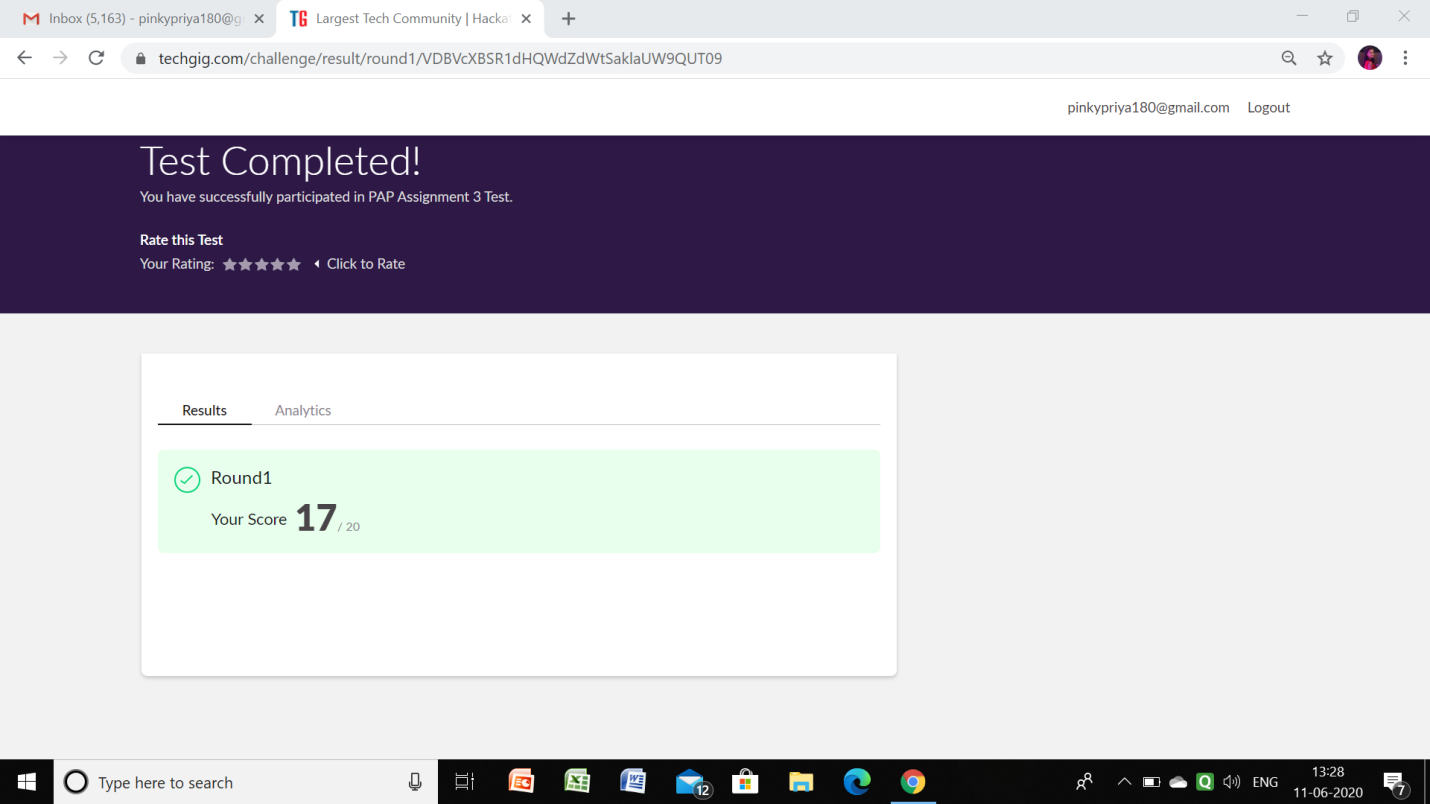 Inbox (5,163) - pinkypriya180@g
TG Largest Tech Community | Hacka
techgig.com/challenge/result/round1/VDBVcXBSR1dHQWdZdWtSaklaUW9QUT09
pinkypriya180@gmail.com Logout
Test Completed!
You have successfully participated in PAP Assignment 3 Test.
Rate this Test
Your Rating: Click to Rate
Results Analytics
Round1
Your Score 17 / 20
Type here to search
12
ENG
13:28
11-06-2020
7